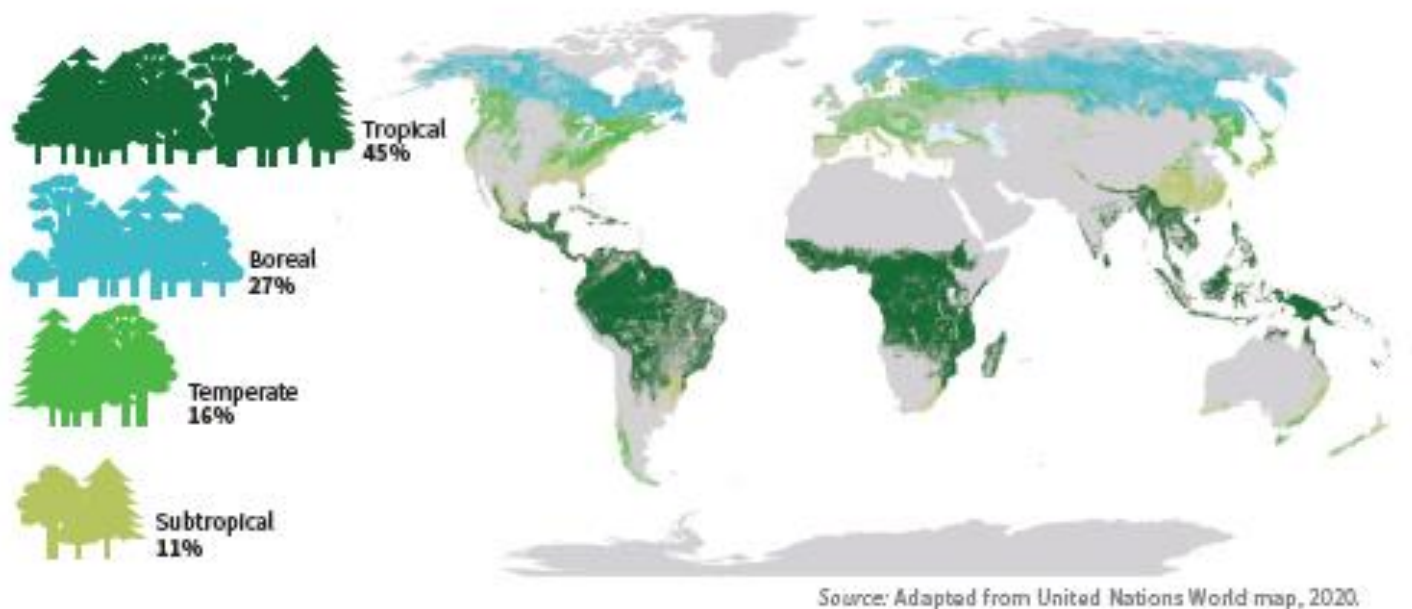 Tropical
45%
Boreal
27%
Temperate
16%
Subtropical
11%
Source: Adapted from United Nations World map, 2020.